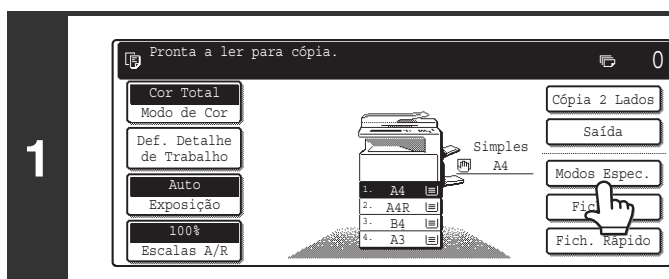 1
Pronta a ler para cópia.
0
Cor Total
Modo de Cor
Def. Detalhe
de Trabalho
Auto
Exposição
100%
Escalas A/R
1. A4
2. A4R
3. B4
4. A3
Simples
A4
Cópia 2 Lados
Saída
Modos Espec.
Fich. Rápido